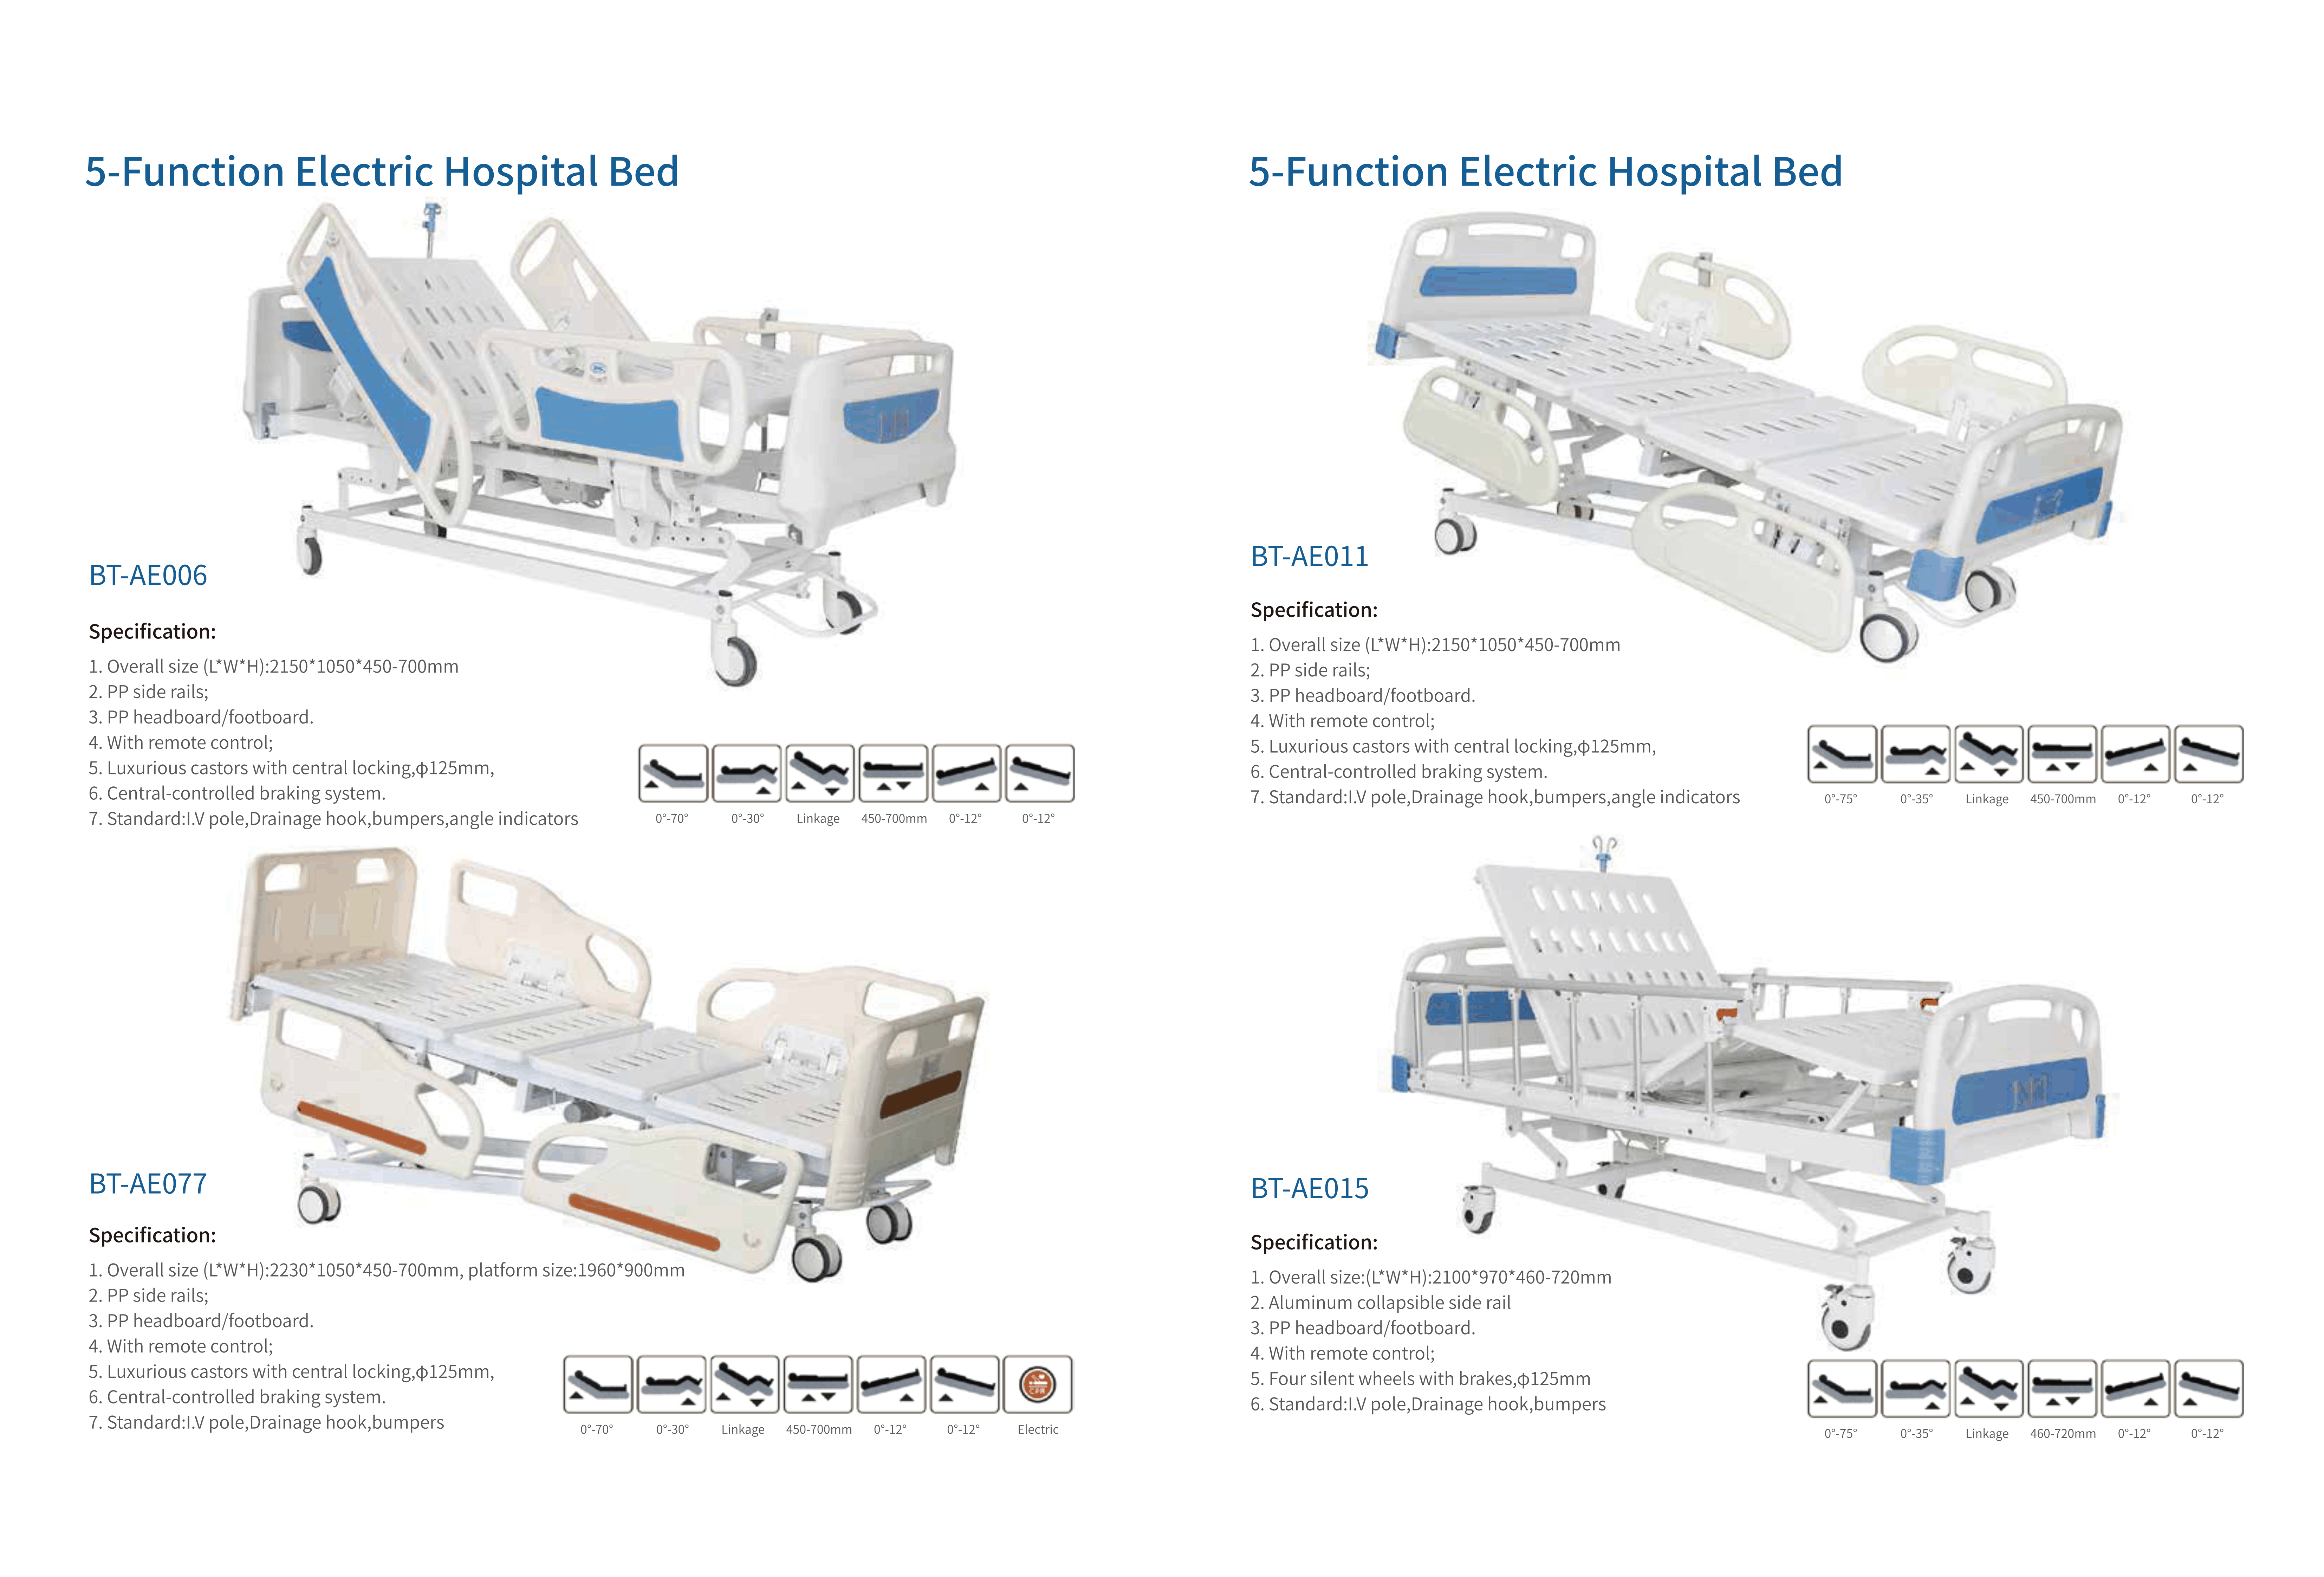 5-Function Electric Hospital Bed
BT-AE006
Specification:
1. Overall size (L*W*H):2150*1050*450-700mm
2. PP side rails;
3. PP headboard/footboard.
4. With remote control;
5. Luxurious castors with central locking,φ125mm,
6. Central-controlled braking system.
7. Standard:I.V pole,Drainage hook,bumpers,angle indicators
0°-70° 0°-30° Linkage 450-700mm 0°-12° 0°-12°
BT-AE077
Specification:
1. Overall size (L*W*H):2230*1050*450-700mm, platform size:1960*900mm
2. PP side rails;
3. PP headboard/footboard.
4. With remote control;
5. Luxurious castors with central locking,φ125mm,
6. Central-controlled braking system.
7. Standard:I.V pole,Drainage hook,bumpers
CPR
0°-70° 0°-30° Linkage 450-700mm 0°-12° 0°-12° Electric
5-Function Electric Hospital Bed
BT-AE011
Specification:
1. Overall size (L*W*H):2150*1050*450-700mm
2. PP side rails;
3. PP headboard/footboard.
4. With remote control;
5. Luxurious castors with central locking,φ125mm,
6. Central-controlled braking system.
7. Standard:I.V pole,Drainage hook,bumpers,angle indicators
0°-75° 0°-35° Linkage 450-700mm 0°-12° 0°-12°
BT-AE015
Specification:
1. Overall size:(L*W*H):2100*970*460-720mm
2. Aluminum collapsible side rail
3. PP headboard/footboard.
4. With remote control;
5. Four silent wheels with brakes,φ125mm
6. Standard:I.V pole,Drainage hook,bumpers
0°-75° 0°-35° Linkage 460-720mm 0°-12° 0°-12°